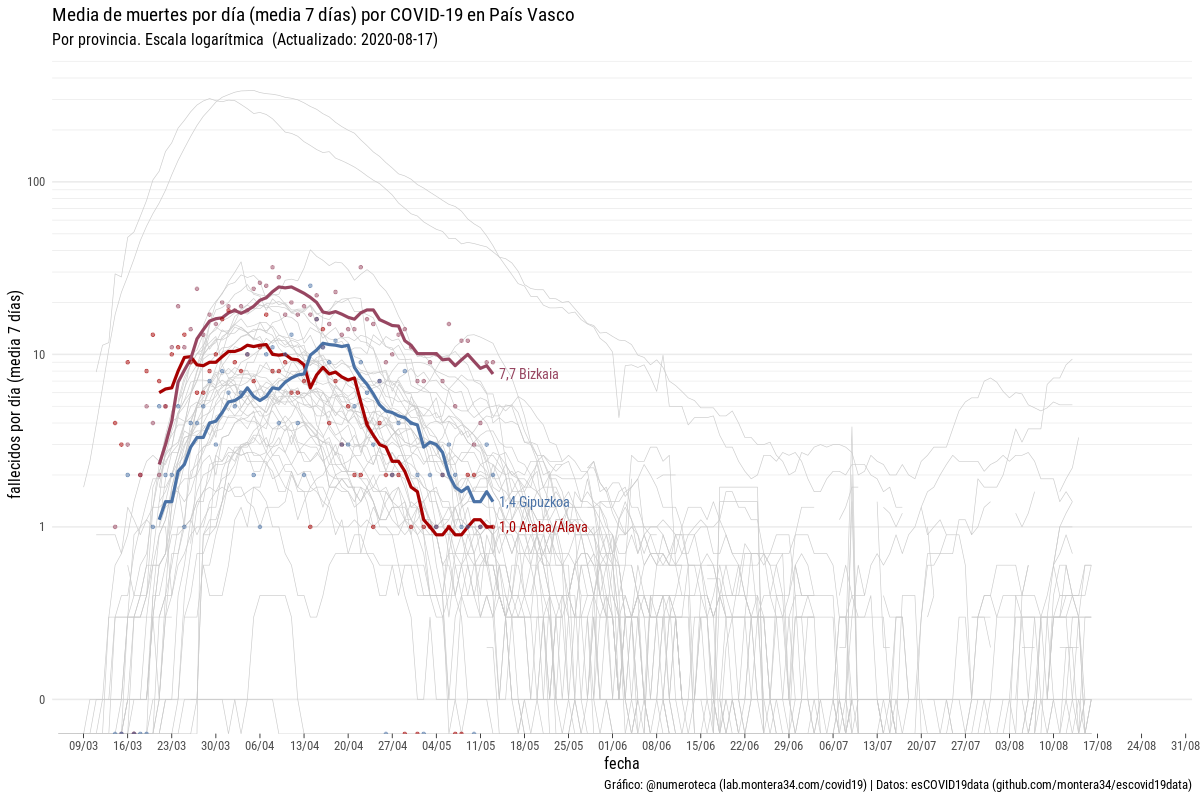 Media de muertes por día (media 7 días) por COVID-19 en País Vasco
Por provincia. Escala logarítmica (Actualizado: 2020-08-17)
fallecidos por día (media 7 días)
100
10
1
0
7,7 Bizkaia
1,4 Gipuzkoa
1,0 Araba/Álava
09/03 16/03 23/03 30/03 06/04 13/04 20/04 27/04 04/05 11/05 18/05 25/05 01/06 08/06 15/06 22/06 29/06 06/07 13/07 20/07 27/07 03/08 10/08 17/08 24/08 31/08
fecha
Gráfico: @numeroteca (lab.montera34.com/covid19) | Datos: esCOVID19data (github.com/montera34/escovid19data)